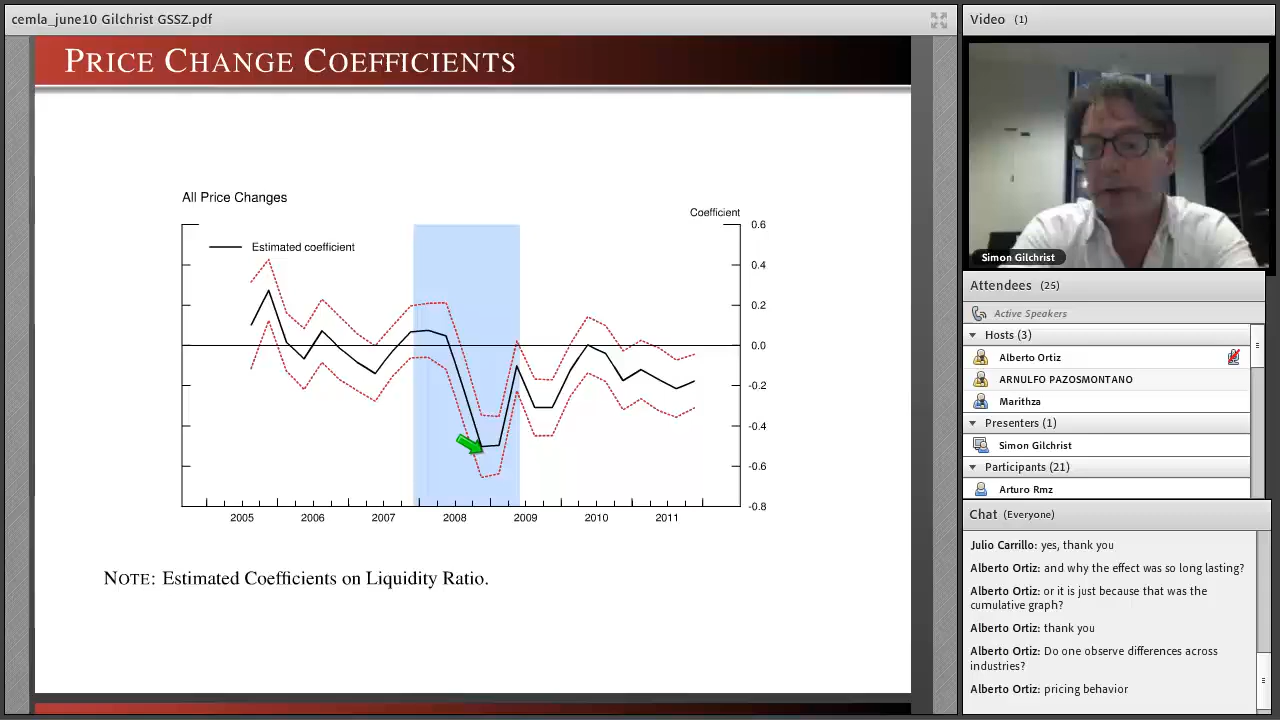 cemla_june10 Gilchrist GSSZ.pdf
PRICE CHANGE COEFFICIENTS
All Price Changes
Coefficient
Estimated coefficient
0.6
0.4
0.2
0.0
-0.2
-0.4
-0.6
-0.8
2005 2006 2007 2008 2009 2010 2011
NOTE: Estimated Coefficients on Liquidity Ratio.
Video (1)
Simon Gilchrist
Attendees (25)
Active Speakers
Hosts (3)
Alberto Ortiz
ARNULFO PAZOSMONTANO
Marithza
Presenters (1)
Simon Gilchrist
Participants (21)
Arturo Rmz
Chat (Everyone)
Julio Carrillo: yes, thank you
Alberto Ortiz: and why the effect was so long lasting?
Alberto Ortiz: or it is just because that was the
cumulative graph?
Alberto Ortiz: thank you
Alberto Ortiz: Do one observe differences across
industries?
Alberto Ortiz: pricing behavior